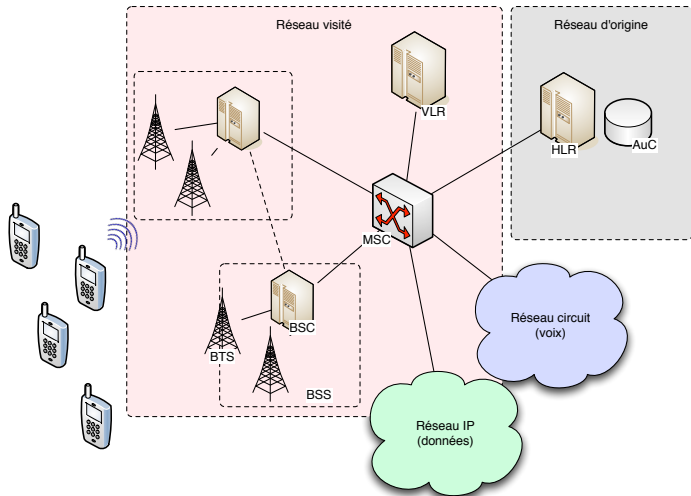 Réseau visité
Réseau d'origine
VLR
HLR
AuC
MSC
BTS
BSC
BSS
Réseau circuit
(voix)
Réseau IP
(données)